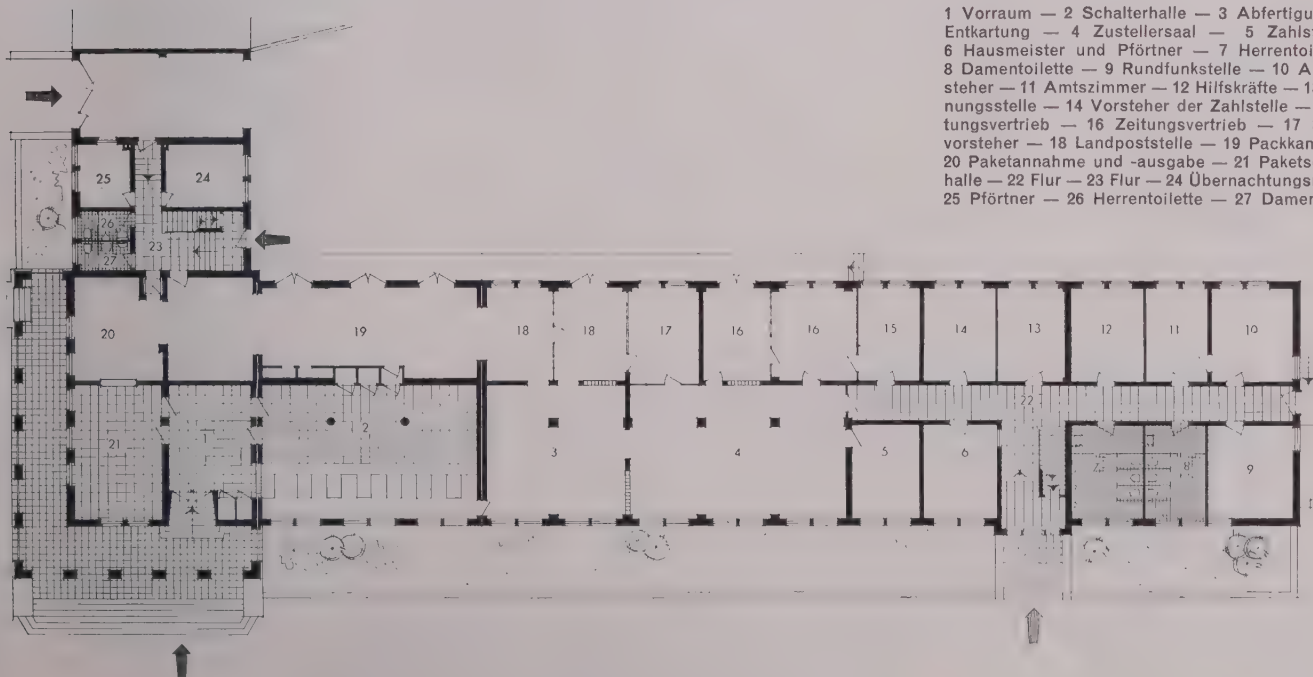 1 Vorraum — 2 Schalterhalle — 3 Abfertigu
Entkartung — 4 Zustellersaal — 5 Zahlst
6 Hausmeister und Pförtner — 7 Herrentoi
8 Damentoilette — 9 Rundfunkstelle — 10 A
steher — 11 Amtszimmer — 12 Hilfskräfte — 1
nungsstelle — 14 Vorsteher der Zahlstelle —
tungsvertrieb — 16 Zeitungsvertrieb — 17
vorsteher — 18 Landpoststelle — 19 Packkan
20 Paketannahme und -ausgabe — 21 Pakets
halle — 22 Flur — 23 Flur — 24 Übernachtungs
25 Pförtner — 26 Herrentoilette — 27 Damen
25 24
26
23
27
20 19 18 18 17 16 16 15 14 13 12 11 10
22
21 1 2 3 4 5 6 7 8 9